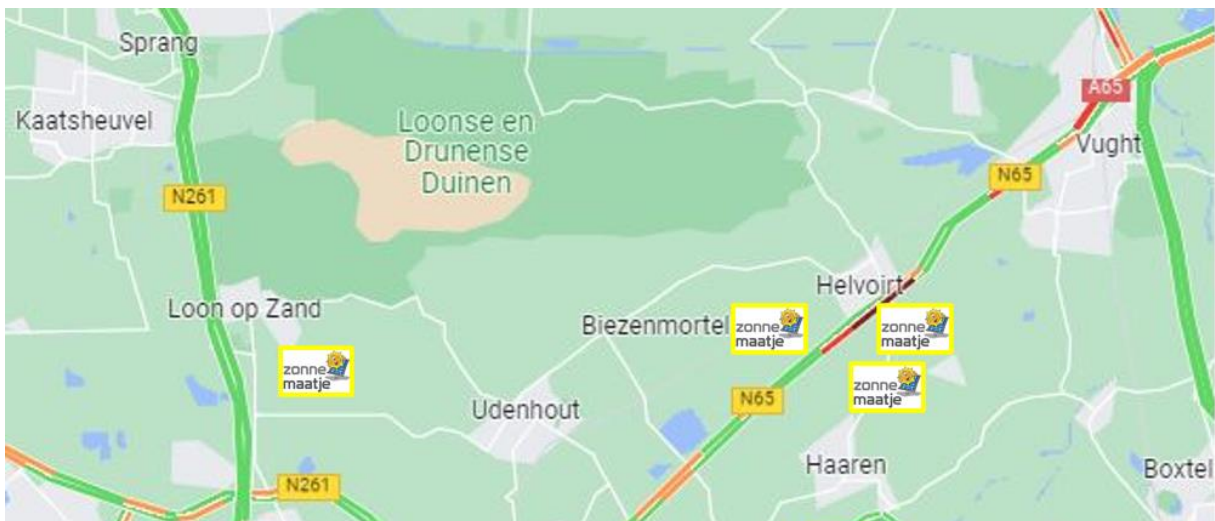 Sprang
A65
Kaatsheuvel
Loonse en
Drunense
Duinen
Vught
N65
N261
Helvoirt
Loon op Zand
Biezenmortel
zonne
maatje
zonne
maatje
zonne
maatje
zonne
maatje
N65
Udenhout
Haaren
Boxtel
N261